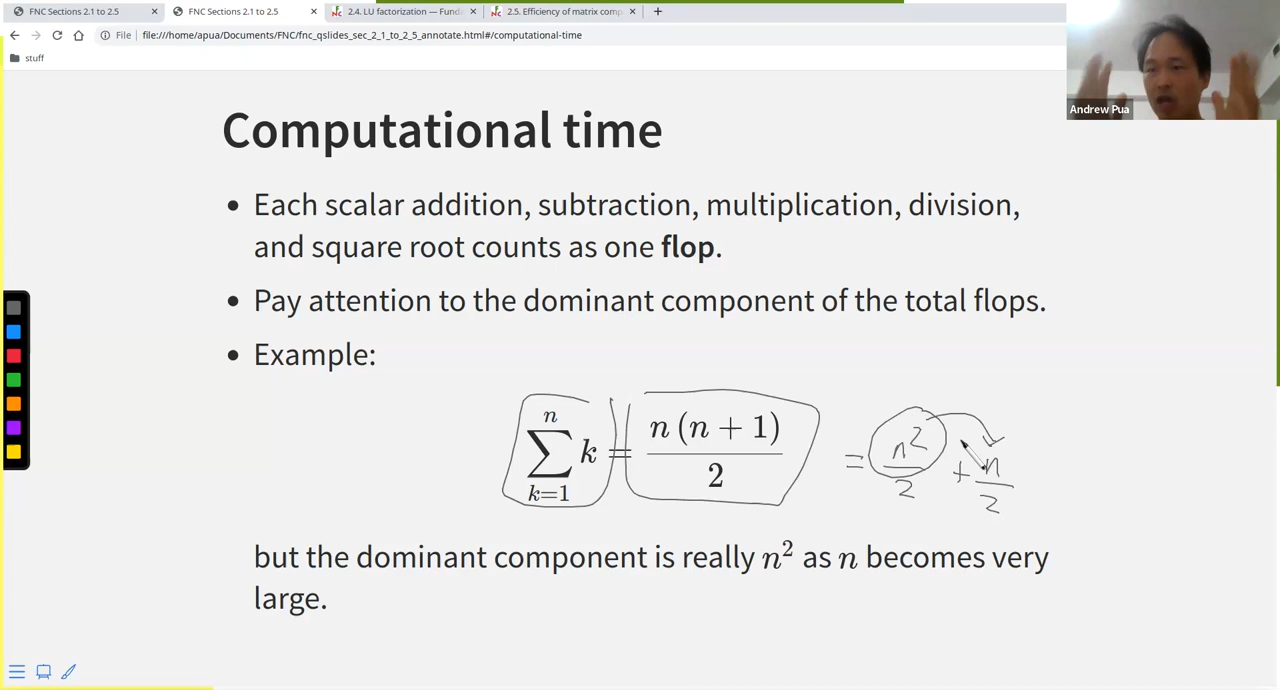 FNC Sections 2.1 to 2.5
FNC Sections 2.1 to 2.5
2.4. LU factorization — Fund
2.5. Efficiency of matrix comp
File
file:///home/apua/Documents/FNC/fnc_qslides_sec_2_1_to_2_5_annotate.html#/computational-time
stuff
Andrew Pua
Computational time
• Each scalar addition, subtraction, multiplication, division,
and square root counts as one flop.
• Pay attention to the dominant component of the total flops.
• Example:
∑_{k=1}^{n} k = n (n + 1) / 2 = n² / 2 + n / 2
but the dominant component is really n² as n becomes very
large.